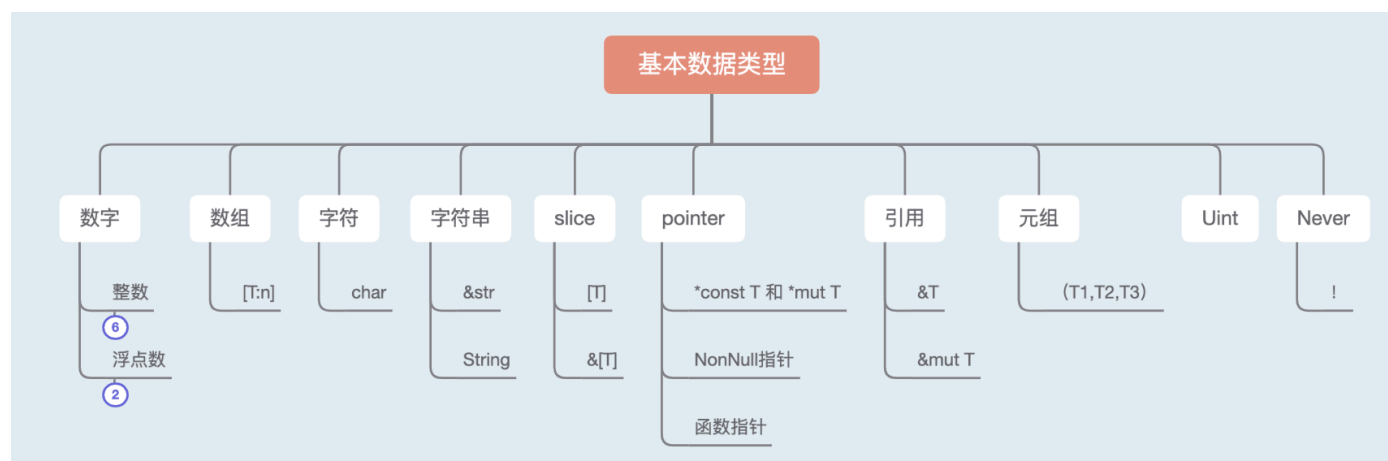 基本数据类型
数字
数组
字符
字符串
slice
pointer
引用
元组
Uint
Never
整数
[T:n]
char
&str
[T]
*const T 和 *mut T
&T
(T1,T2,T3)
!
6
浮点数
String
&[T]
NonNull指针
&mut T
2
函数指针